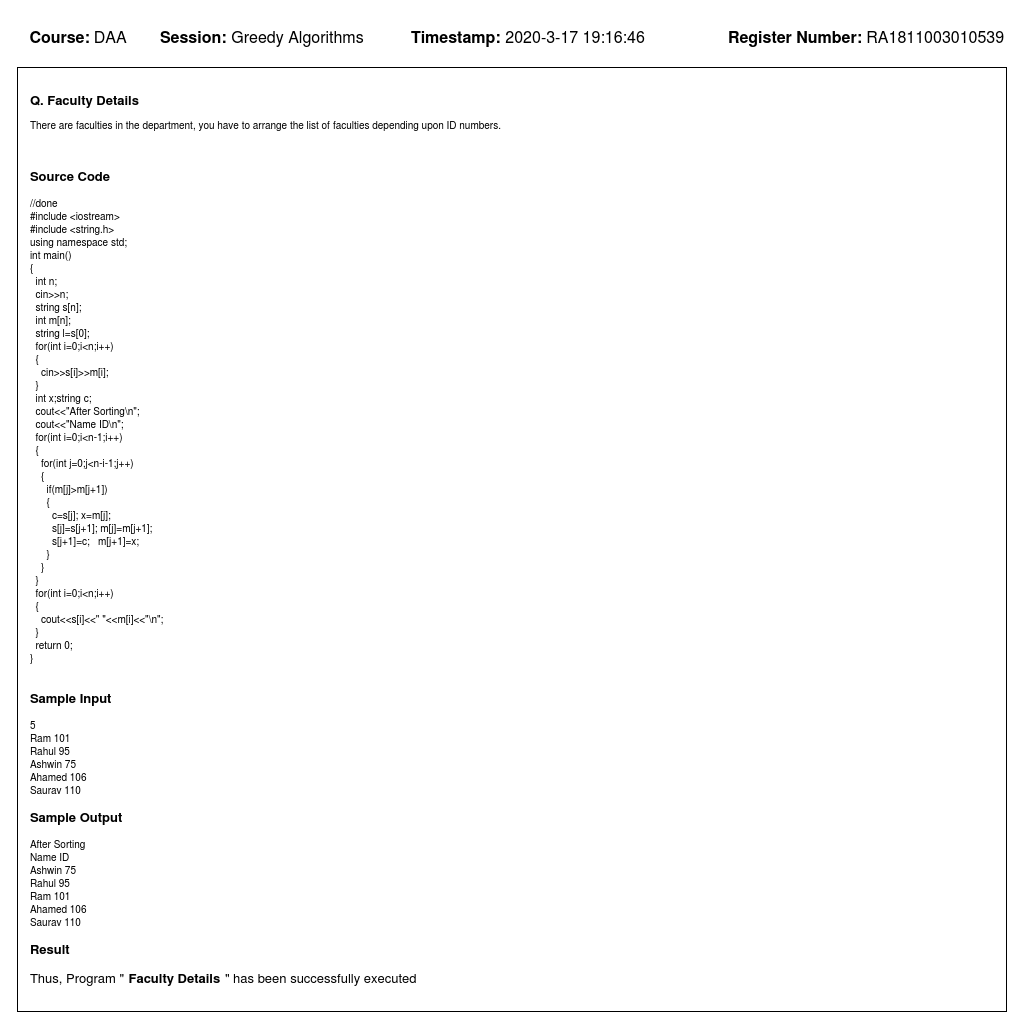 Course: DAA Session: Greedy Algorithms Timestamp: 2020-3-17 19:16:46 Register Number: RA1811003010539
Q. Faculty Details
There are faculties in the department, you have to arrange the list of faculties depending upon ID numbers.
Source Code
//done
#include <iostream>
#include <string.h>
using namespace std;
int main()
{
  int n;
  cin>>n;
  string s[n];
  int m[n];
  string l=s[0];
  for(int i=0;i<n;i++)
  {
    cin>>s[i]>>m[i];
  }
  int x;string c;
  cout<<"After Sorting\n";
  cout<<"Name ID\n";
  for(int i=0;i<n-1;i++)
  {
    for(int j=0;j<n-i-1;j++)
    {
      if(m[j]>m[j+1])
      {
        c=s[j]; x=m[j];
        s[j]=s[j+1]; m[j]=m[j+1];
        s[j+1]=c;   m[j+1]=x;
      }
    }
  }
  for(int i=0;i<n;i++)
  {
    cout<<s[i]<<" "<<m[i]<<"\n";
  }
  return 0;
}
Sample Input
5
Ram 101
Rahul 95
Ashwin 75
Ahamed 106
Saurav 110
Sample Output
After Sorting
Name ID
Ashwin 75
Rahul 95
Ram 101
Ahamed 106
Saurav 110
Result
Thus, Program " Faculty Details " has been successfully executed